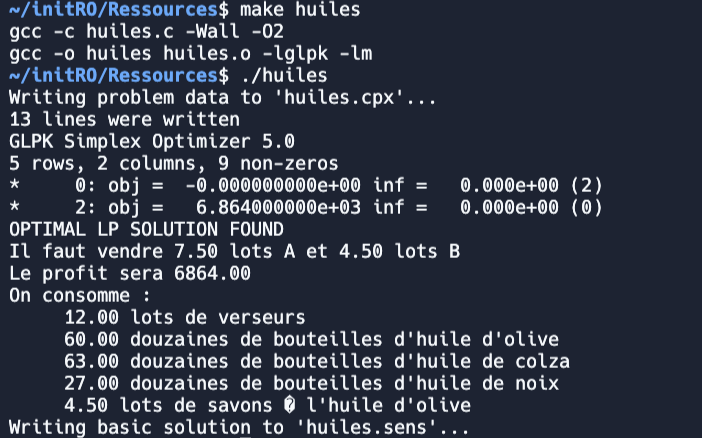 ~/initRO/Ressources$ make huiles
gcc -c huiles.c -Wall -O2
gcc -o huiles huiles.o -lglpk -lm
~/initRO/Ressources$ ./huiles
Writing problem data to 'huiles.cpx'...
13 lines were written
GLPK Simplex Optimizer 5.0
5 rows, 2 columns, 9 non-zeros
*     0: obj =  -0.000000000e+00 inf =   0.000e+00 (2)
*     2: obj =   6.864000000e+03 inf =   0.000e+00 (0)
OPTIMAL LP SOLUTION FOUND
Il faut vendre 7.50 lots A et 4.50 lots B
Le profit sera 6864.00
On consomme :
     12.00 lots de verseurs
     60.00 douzaines de bouteilles d'huile d'olive
     63.00 douzaines de bouteilles d'huile de colza
     27.00 douzaines de bouteilles d'huile de noix
     4.50 lots de savons � l'huile d'olive
Writing basic solution to 'huiles.sens'...